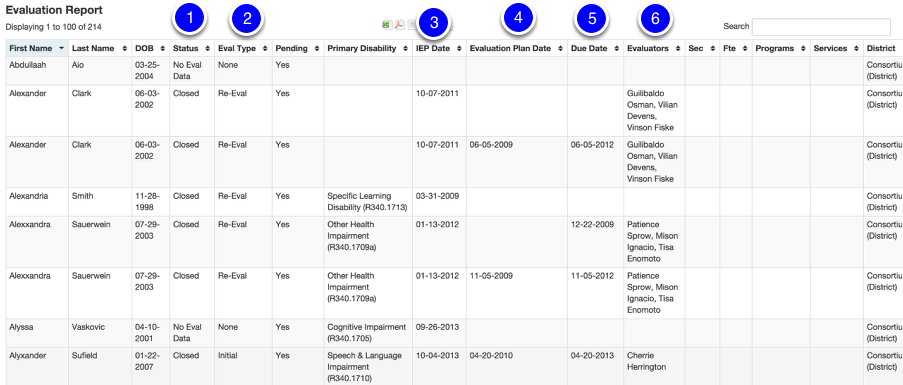 Evaluation Report
Displaying 1 to 100 of 214
1 2 3 4 5 6
Search
First Name Last Name DOB Status Eval Type Pending Primary Disability IEP Date Evaluation Plan Date Due Date Evaluators Sec Fte Programs Services District
Abdullaah Aio 03-25- No Eval None Yes Consortiu
2004 Data (District)
Alexander Clark 06-03- Closed Re-Eval Yes 10-07-2011 Guilibaldo Consortiu
2002 Osman, Vilian (District)
Devens,
Vinson Fiske
Alexander Clark 06-03- Closed Re-Eval Yes 10-07-2011 06-05-2009 06-05-2012 Guilibaldo Consortiu
2002 Osman, Vilian (District)
Devens,
Vinson Fiske
Alexandria Smith 11-28- Closed Re-Eval Yes Specific Learning 03-31-2009 Consortiu
1998 Disability (R340.1713) (District)
Alexxandra Sauerwein 07-29- Closed Re-Eval Yes Other Health 01-13-2012 12-22-2009 Patience Consortiu
2003 Impairment Sprow, Mison (District)
(R340.1709a) Ignacio, Tisa
Enomoto
Alexxandra Sauerwein 07-29- Closed Re-Eval Yes Other Health 01-13-2012 11-05-2009 11-05-2012 Patience Consortiu
2003 Impairment Sprow, Mison (District)
(R340.1709a) Ignacio, Tisa
Enomoto
Alyssa Vaskovic 04-10- No Eval None Yes Cognitive Impairment 09-26-2013 Consortiu
2001 Data (R340.1705) (District)
Alyxander Sufield 01-22- Closed Initial Yes Speech & Language 10-04-2013 04-20-2010 04-20-2013 Cherrie Consortiu
2007 Impairment Herrington (District)
(R340.1710)